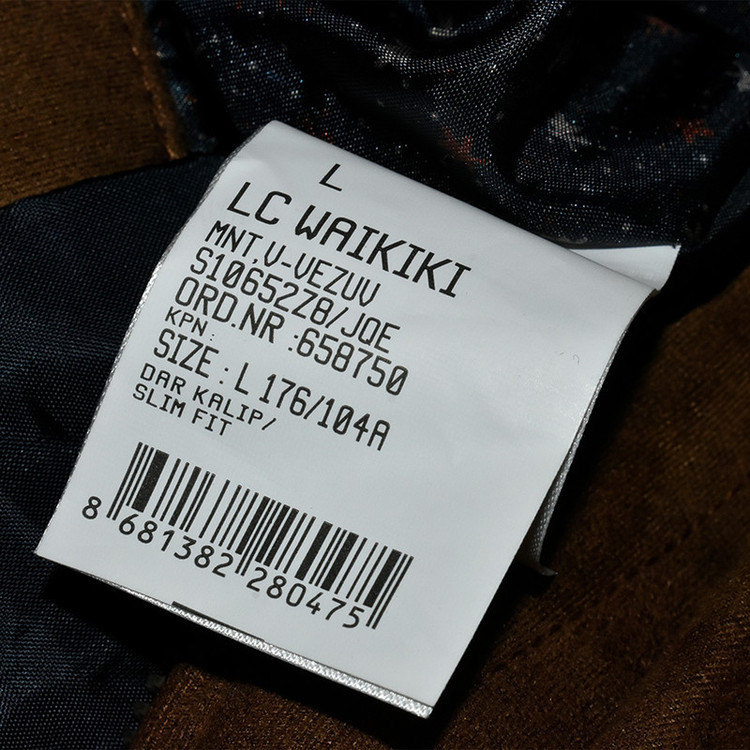 L
LC WAIKIKI
MNT,V-VEZUV
S10652Z8/JQE
ORD.NR :658750
KPN:
SIZE : L 176/104A
DAR KALIP/
SLIM FIT
8 681382 280475